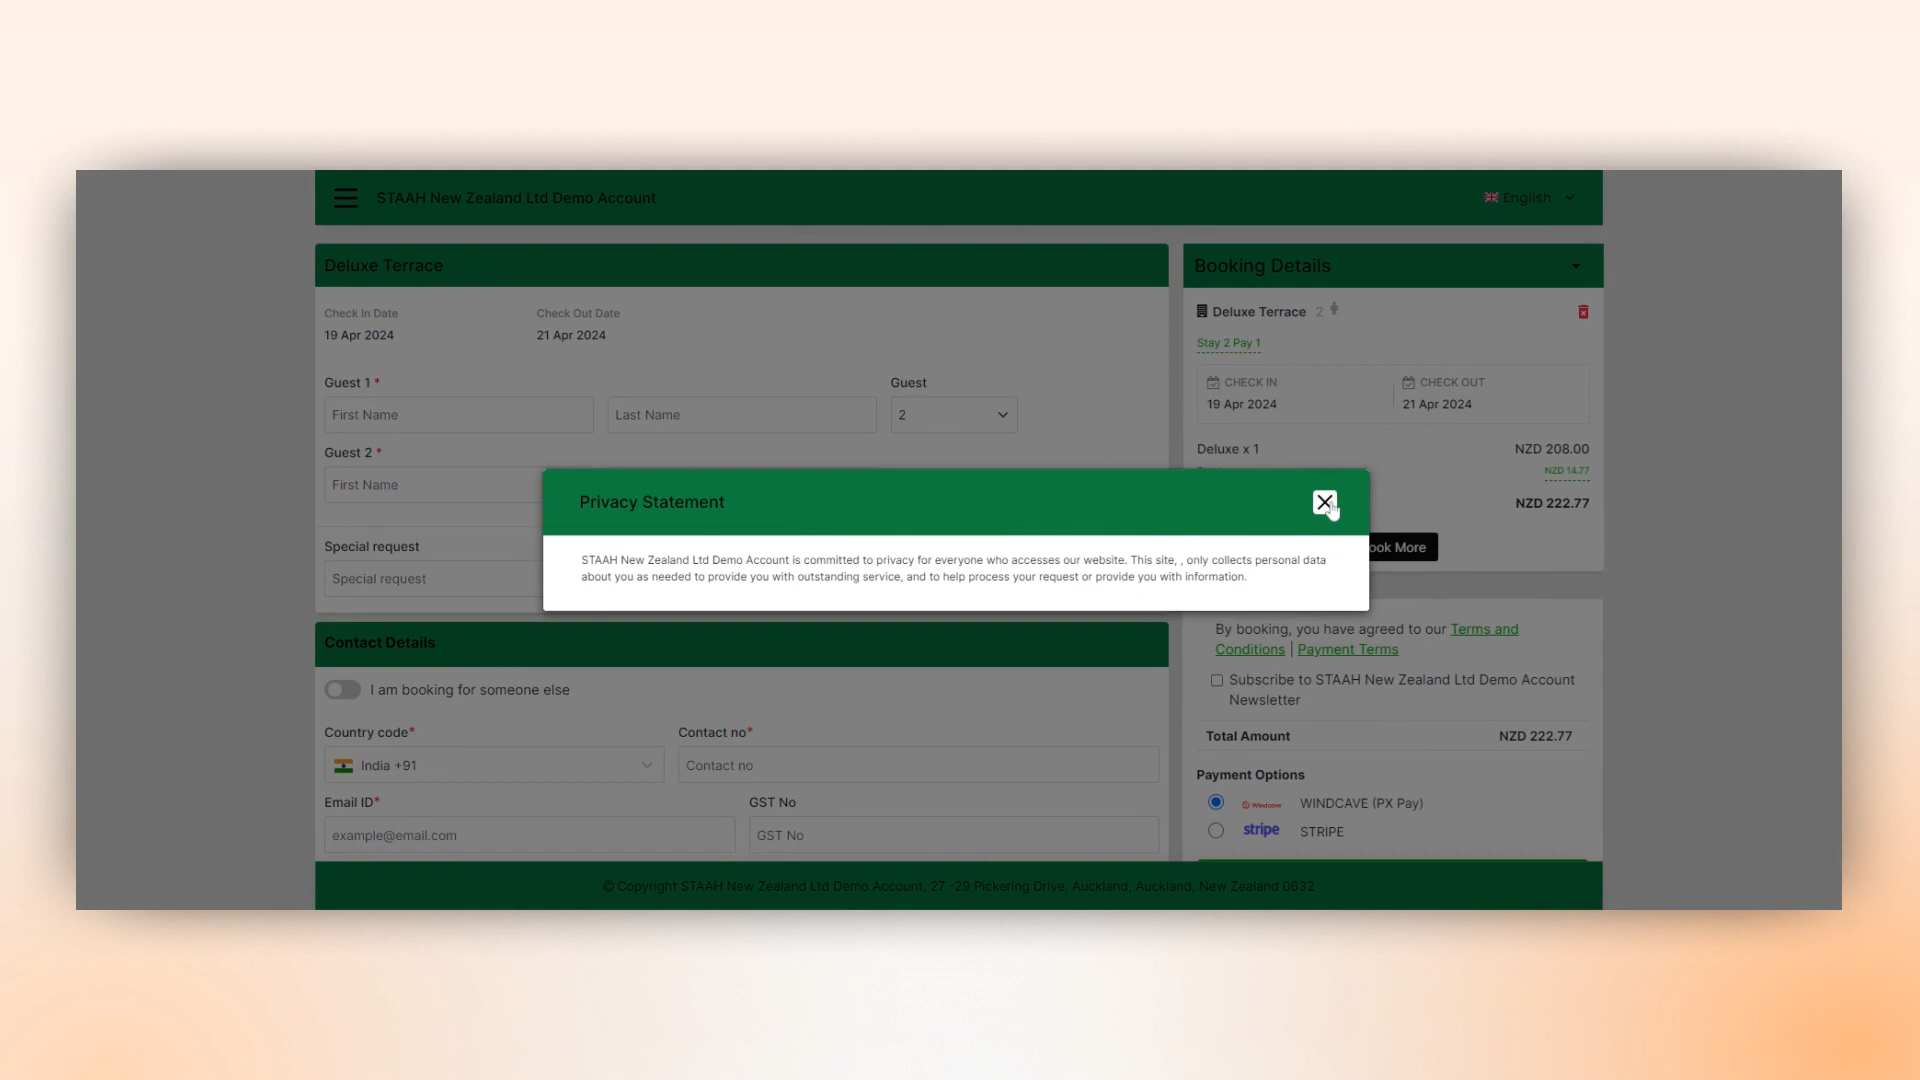 STAAH New Zealand Ltd Demo Account
English
Deluxe Terrace
Check In Date
Check Out Date
19 Apr 2024
21 Apr 2024
Guest 1 *
Guest
First Name
Last Name
2
Guest 2 *
First Name
Special request
Special request
Booking Details
Deluxe Terrace 2
Stay 2 Pay 1
CHECK IN
CHECK OUT
19 Apr 2024
21 Apr 2024
Deluxe x 1
NZD 208.00
NZD 14.77
NZD 222.77
ook More
Privacy Statement
STAAH New Zealand Ltd Demo Account is committed to privacy for everyone who accesses our website. This site, , only collects personal data
about you as needed to provide you with outstanding service, and to help process your request or provide you with information.
Contact Details
I am booking for someone else
Country code*
Contact no*
India +91
Contact no
Email ID*
GST No
example@email.com
GST No
By booking, you have agreed to our Terms and
Conditions | Payment Terms
Subscribe to STAAH New Zealand Ltd Demo Account
Newsletter
Total Amount
NZD 222.77
Payment Options
Windcave WINDCAVE (PX Pay)
stripe STRIPE
© Copyright STAAH New Zealand Ltd Demo Account, 27 -29 Pickering Drive, Auckland, Auckland, New Zealand 0632